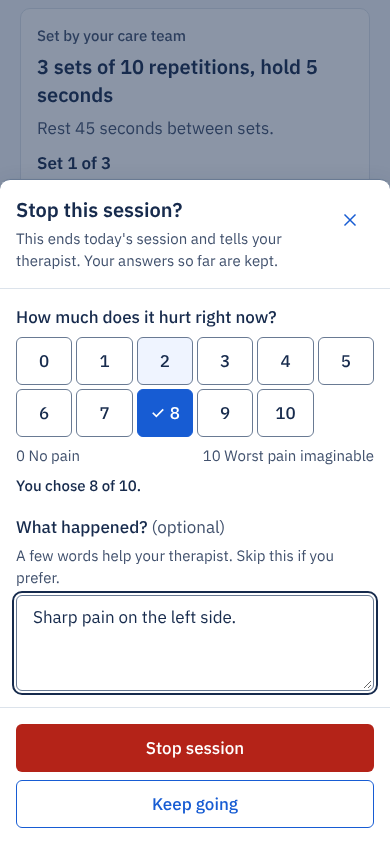 Set by your care team
3 sets of 10 repetitions, hold 5
seconds
Rest 45 seconds between sets.
Set 1 of 3
Stop this session?
This ends today's session and tells your
therapist. Your answers so far are kept.
How much does it hurt right now?
0 1 2 3 4 5
6 7 8 9 10
0 No pain 10 Worst pain imaginable
You chose 8 of 10.
What happened? (optional)
A few words help your therapist. Skip this if you
prefer.
Sharp pain on the left side.
Stop session
Keep going